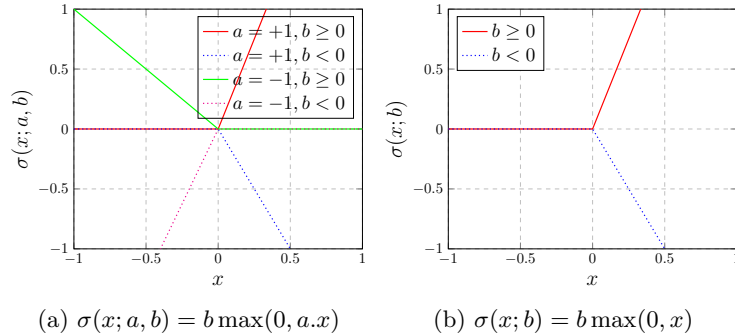 1
0.5
0
−0.5
−1
−1 −0.5 0 0.5 1
x
σ(x; a, b)
a = +1, b ≥ 0
a = +1, b < 0
a = −1, b ≥ 0
a = −1, b < 0
(a) σ(x; a, b) = b max(0, a.x)
1
0.5
0
−0.5
−1
−1 −0.5 0 0.5 1
x
σ(x; b)
b ≥ 0
b < 0
(b) σ(x; b) = b max(0, x)